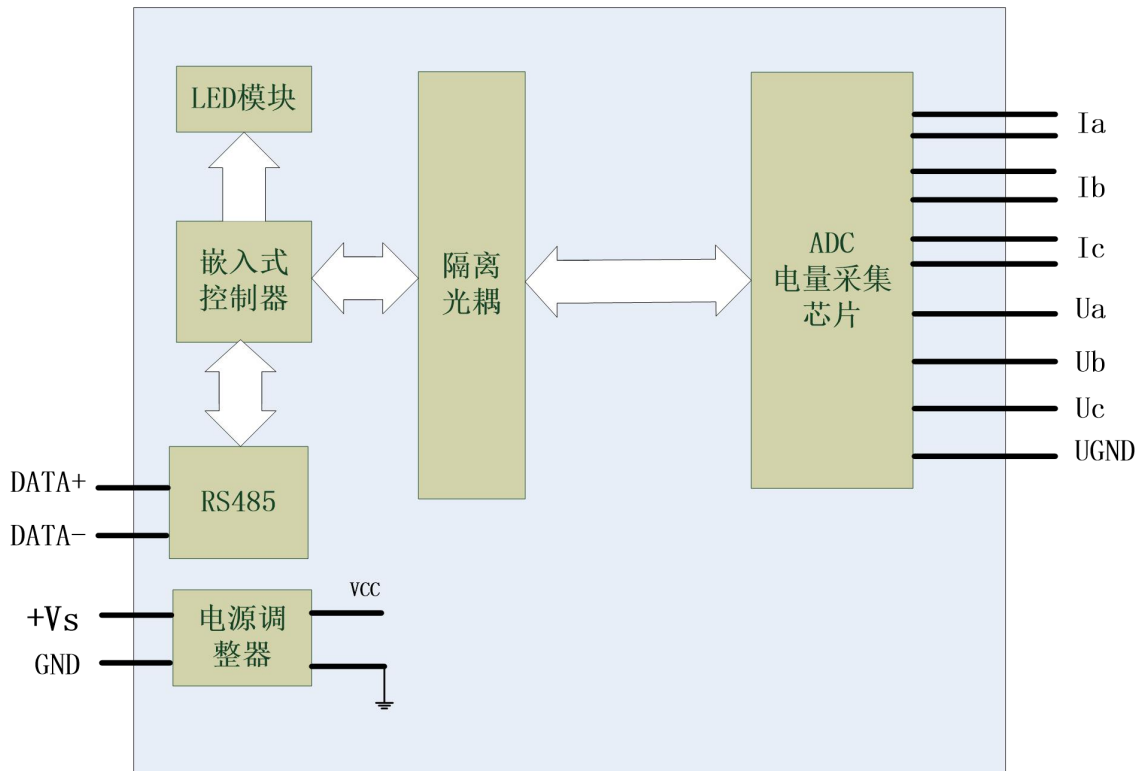 LED模块
嵌入式
控制器
隔离
光耦
ADC
电量采集
芯片
Ia
Ib
Ic
Ua
Ub
Uc
UGND
DATA+
DATA-
RS485
+Vs
GND
电源调
整器
VCC